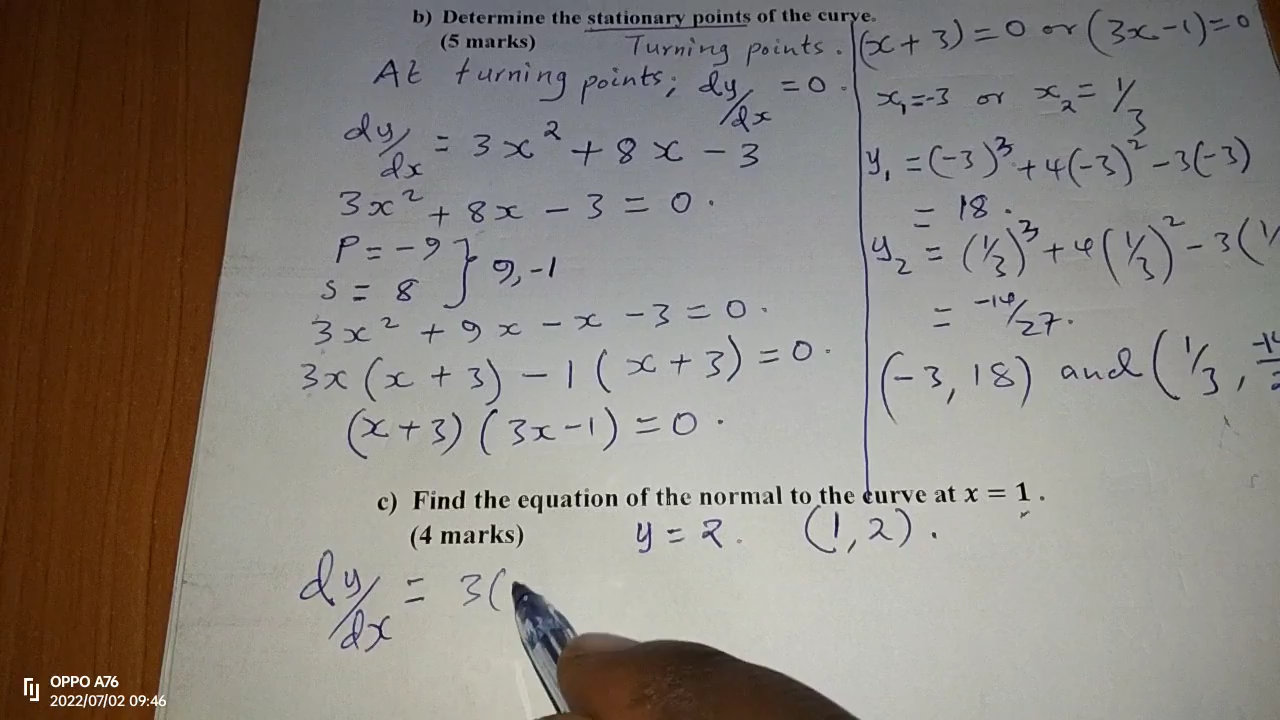 b) Determine the stationary points of the curve.
(5 marks)
Turning points.
At turning points; dy/dx = 0.
dy/dx = 3x² + 8x - 3
3x² + 8x - 3 = 0.
P = -9
S = 8 } 9, -1
3x² + 9x - x - 3 = 0.
3x(x + 3) - 1(x + 3) = 0.
(x+3)(3x-1) = 0.
(x + 3) = 0 or (3x - 1) = 0
x₁ = -3 or x₂ = 1/3
y₁ = (-3)³ + 4(-3)² - 3(-3)
= 18.
y₂ = (1/3)³ + 4(1/3)² - 3(1/
= -14/27.
(-3, 18) and (1/3, -14/2
c) Find the equation of the normal to the curve at x = 1.
(4 marks)
y = 2. (1, 2).
dy/dx = 3(
OPPO A76
2022/07/02 09:46